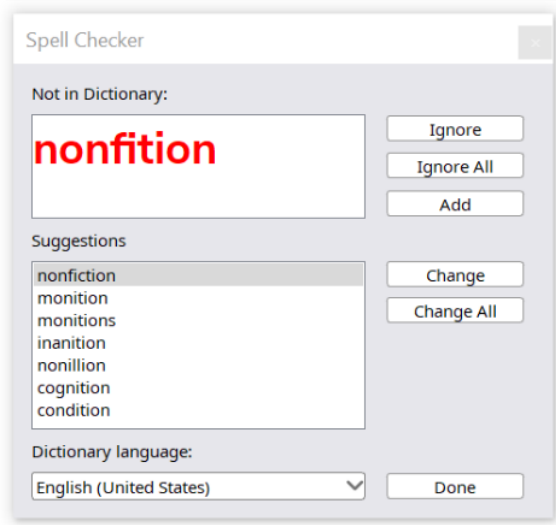 Spell Checker
Not in Dictionary:
nonfition
Ignore
Ignore All
Add
Suggestions
nonfiction
monition
monitions
inanition
nonillion
cognition
condition
Change
Change All
Dictionary language:
English (United States)
Done